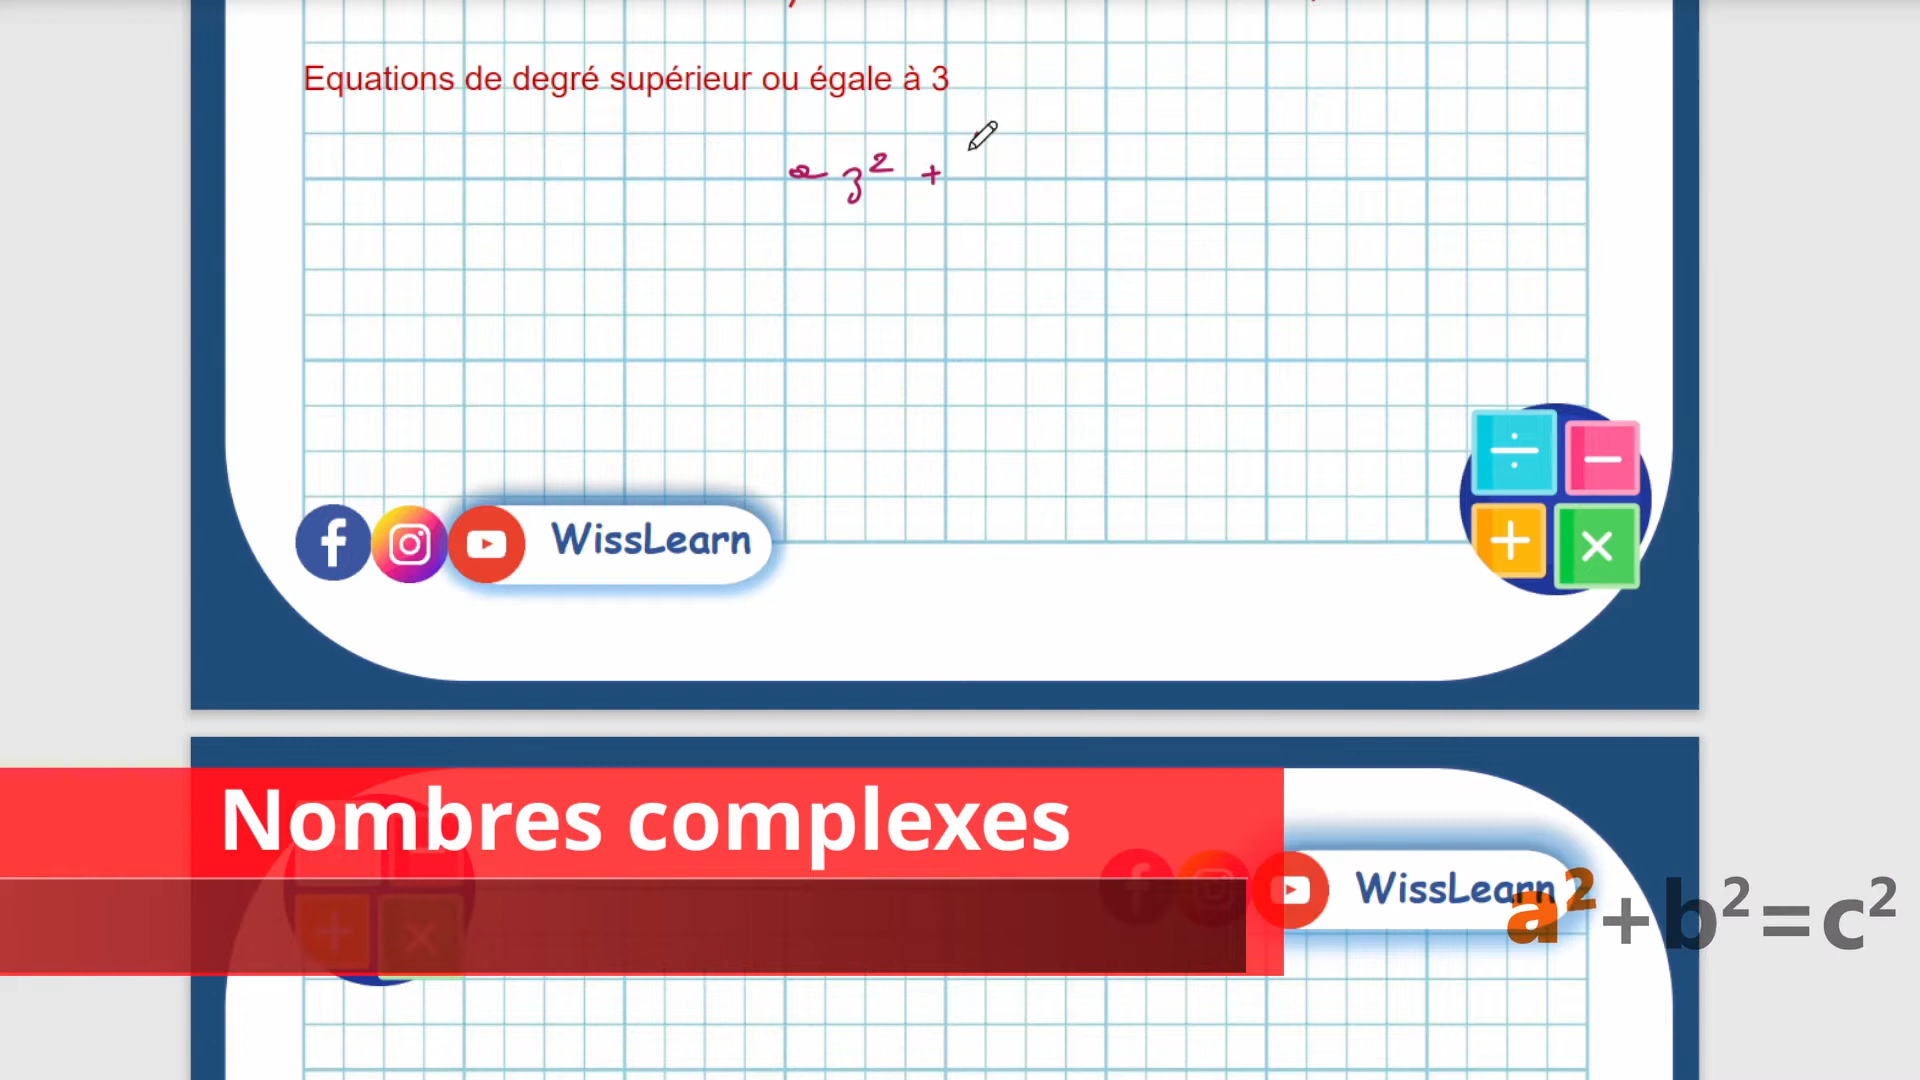 Equations de degré supérieur ou égale à 3
a z² +
WissLearn
Nombres complexes
WissLearn
a²+b²=c²